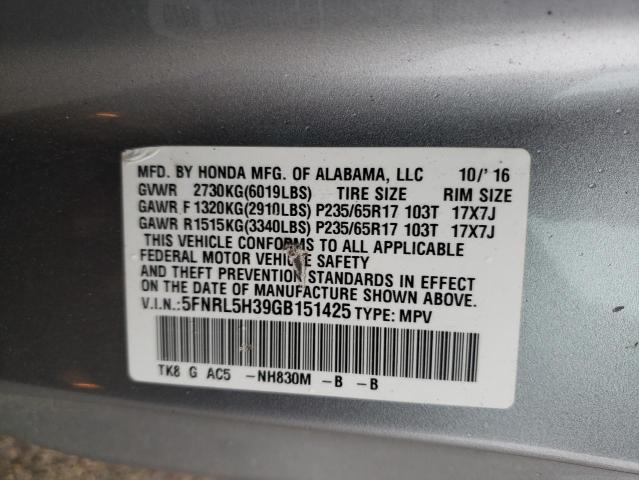 MFD. BY HONDA MFG. OF ALABAMA, LLC 10/'16
GVWR 2730KG(6019LBS) TIRE SIZE RIM SIZE
GAWR F1320KG(2910LBS) P235/65R17 103T 17X7J
GAWR R1515KG(3340LBS) P235/65R17 103T 17X7J
THIS VEHICLE CONFORMS TO ALL APPLICABLE
FEDERAL MOTOR VEHICLE SAFETY
AND THEFT PREVENTION STANDARDS IN EFFECT
ON THE DATE OF MANUFACTURE SHOWN ABOVE.
V.I.N.:5FNRL5H39GB151425 TYPE: MPV
TK8 G AC5 -NH830M -B -B